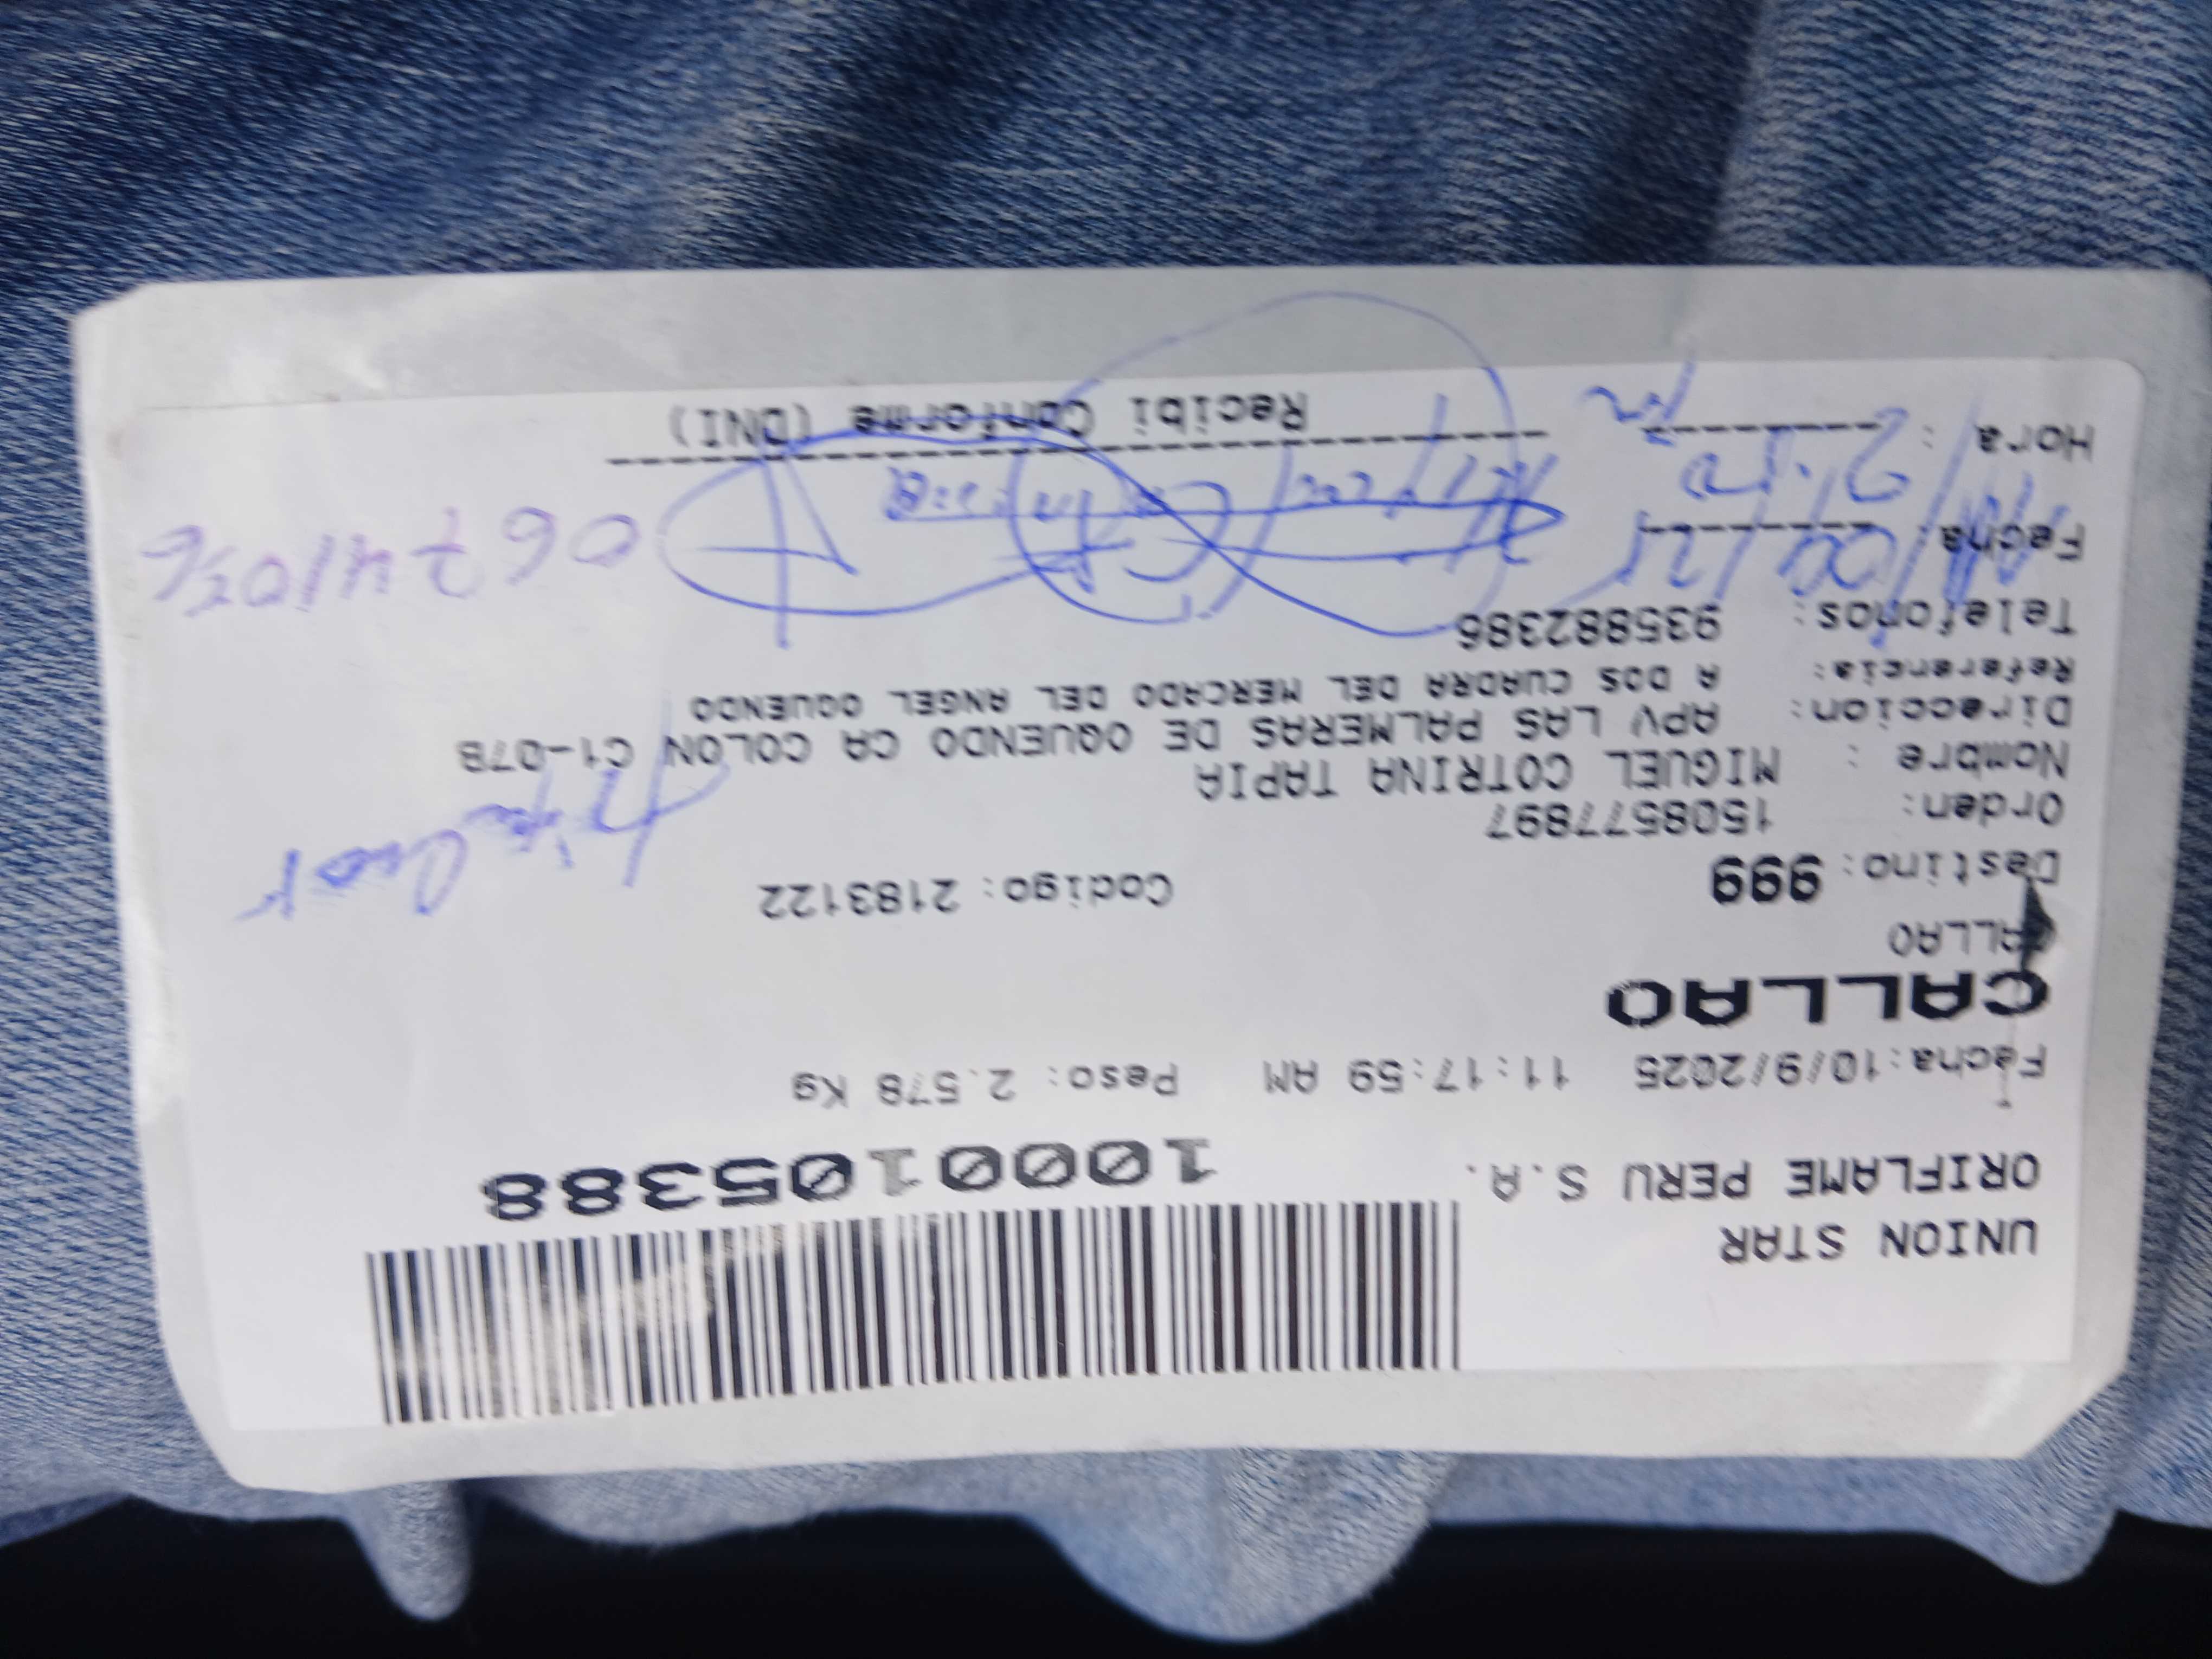 UNION STAR
ORIFLAME PERU S.A.
1000105388
Fecha:10/9/2025 11:17:59 AM Peso: 2.578 Kg
CALLAO
CALLAO
Destino: 999 Codigo: 2183122
Orden: 1508577897
Nombre : MIGUEL COTRINA TAPIA
Direccion: APV LAS PALMERAS DE OQUENDO CA COLON C1-07B
Referencia: A DOS CUADRA DEL MERCADO DEL ANGEL OQUENDO
Telefonos: 935882386
Fecha
Hora :
Recibi Conforme (DNI)